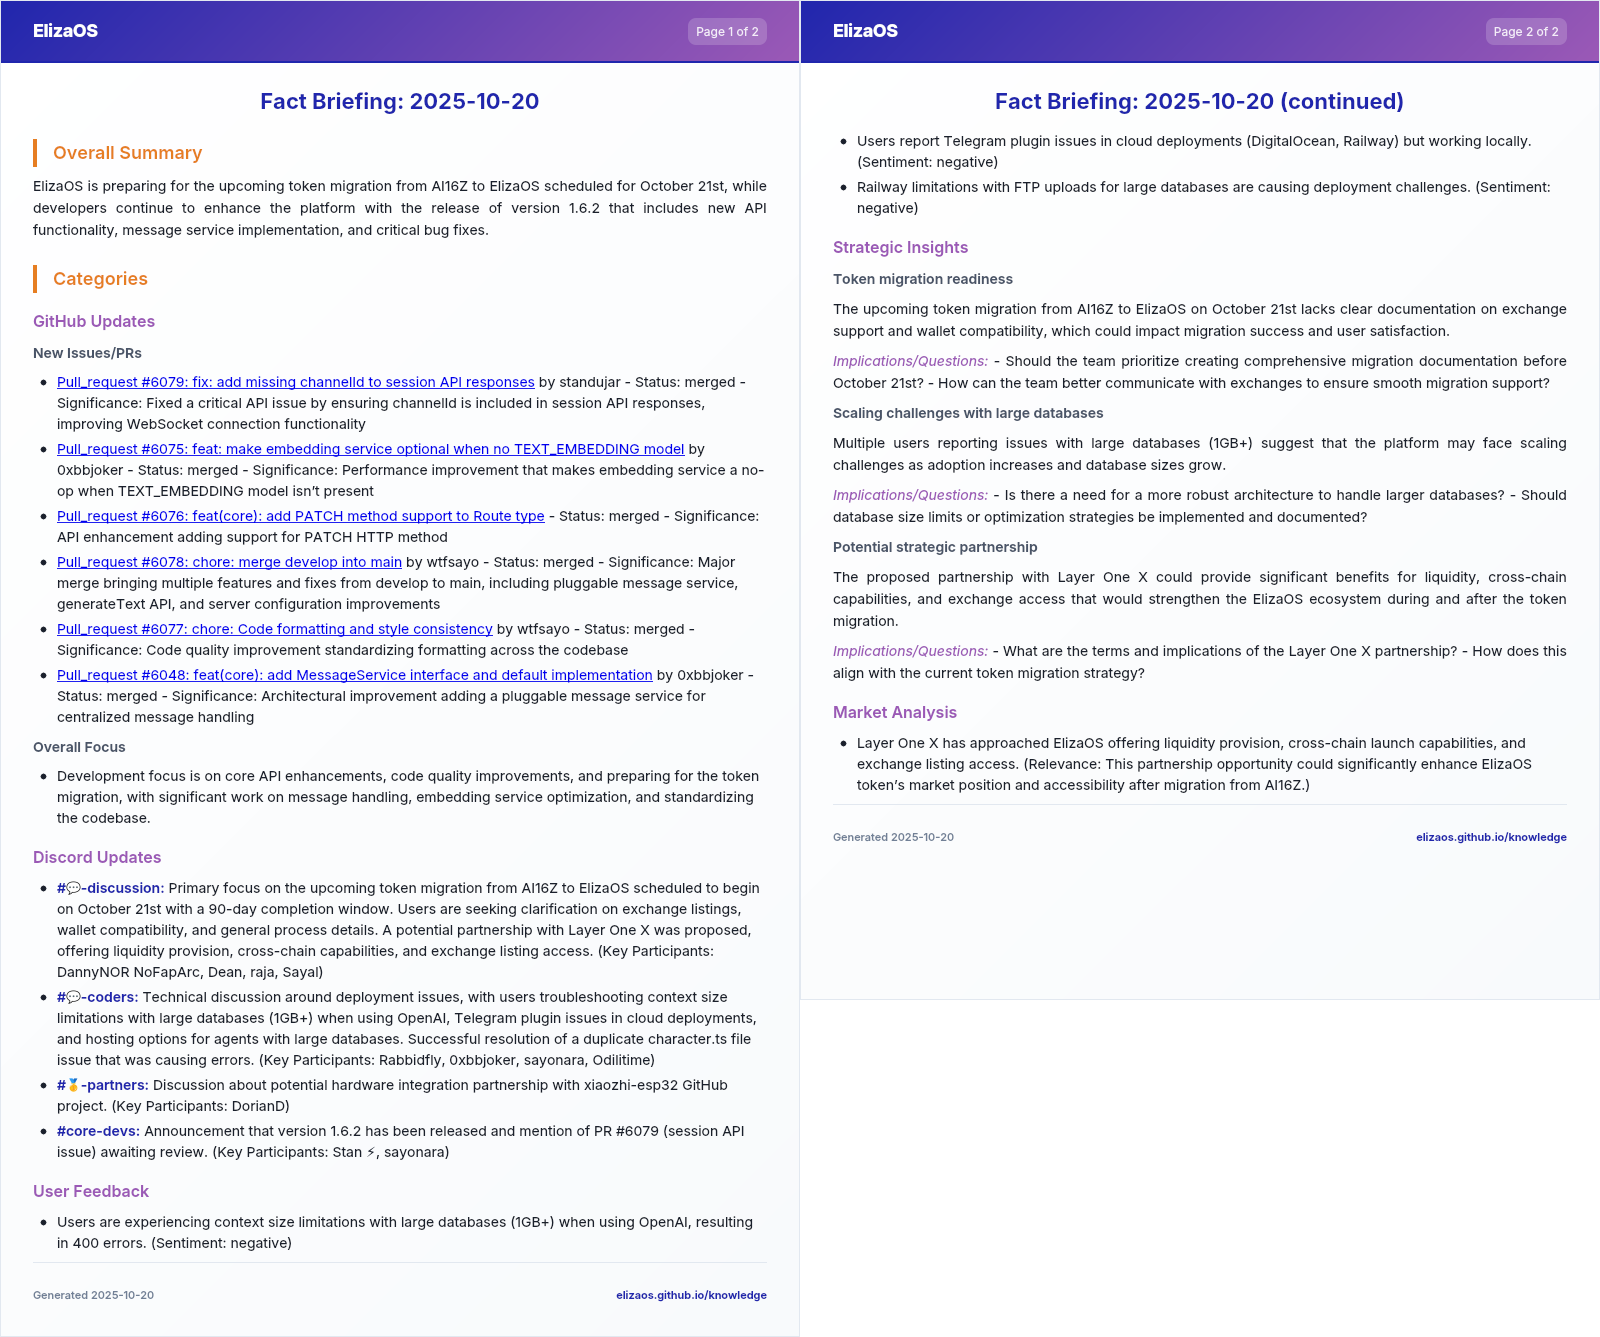 ElizaOS
Page 1 of 2
Fact Briefing: 2025-10-20
Overall Summary
ElizaOS is preparing for the upcoming token migration from AI16Z to ElizaOS scheduled for October 21st, while
developers continue to enhance the platform with the release of version 1.6.2 that includes new API
functionality, message service implementation, and critical bug fixes.
Categories
GitHub Updates
New Issues/PRs
• Pull_request #6079: fix: add missing channelId to session API responses by standujar - Status: merged -
Significance: Fixed a critical API issue by ensuring channelId is included in session API responses,
improving WebSocket connection functionality
• Pull_request #6075: feat: make embedding service optional when no TEXT_EMBEDDING model by
0xbbjoker - Status: merged - Significance: Performance improvement that makes embedding service a no-
op when TEXT_EMBEDDING model isn't present
• Pull_request #6076: feat(core): add PATCH method support to Route type - Status: merged - Significance:
API enhancement adding support for PATCH HTTP method
• Pull_request #6078: chore: merge develop into main by wtfsayo - Status: merged - Significance: Major
merge bringing multiple features and fixes from develop to main, including pluggable message service,
generateText API, and server configuration improvements
• Pull_request #6077: chore: Code formatting and style consistency by wtfsayo - Status: merged -
Significance: Code quality improvement standardizing formatting across the codebase
• Pull_request #6048: feat(core): add MessageService interface and default implementation by 0xbbjoker -
Status: merged - Significance: Architectural improvement adding a pluggable message service for
centralized message handling
Overall Focus
• Development focus is on core API enhancements, code quality improvements, and preparing for the token
migration, with significant work on message handling, embedding service optimization, and standardizing
the codebase.
Discord Updates
• #💬-discussion: Primary focus on the upcoming token migration from AI16Z to ElizaOS scheduled to begin
on October 21st with a 90-day completion window. Users are seeking clarification on exchange listings,
wallet compatibility, and general process details. A potential partnership with Layer One X was proposed,
offering liquidity provision, cross-chain capabilities, and exchange listing access. (Key Participants:
DannyNOR NoFapArc, Dean, raja, Sayal)
• #💬-coders: Technical discussion around deployment issues, with users troubleshooting context size
limitations with large databases (1GB+) when using OpenAI, Telegram plugin issues in cloud deployments,
and hosting options for agents with large databases. Successful resolution of a duplicate character.ts file
issue that was causing errors. (Key Participants: Rabbidfly, 0xbbjoker, sayonara, Odilitime)
• #🥇-partners: Discussion about potential hardware integration partnership with xiaozhi-esp32 GitHub
project. (Key Participants: DorianD)
• #core-devs: Announcement that version 1.6.2 has been released and mention of PR #6079 (session API
issue) awaiting review. (Key Participants: Stan ⚡, sayonara)
User Feedback
• Users are experiencing context size limitations with large databases (1GB+) when using OpenAI, resulting
in 400 errors. (Sentiment: negative)
Generated 2025-10-20
elizaos.github.io/knowledge
ElizaOS
Page 2 of 2
Fact Briefing: 2025-10-20 (continued)
• Users report Telegram plugin issues in cloud deployments (DigitalOcean, Railway) but working locally.
(Sentiment: negative)
• Railway limitations with FTP uploads for large databases are causing deployment challenges. (Sentiment:
negative)
Strategic Insights
Token migration readiness
The upcoming token migration from AI16Z to ElizaOS on October 21st lacks clear documentation on exchange
support and wallet compatibility, which could impact migration success and user satisfaction.
Implications/Questions: - Should the team prioritize creating comprehensive migration documentation before
October 21st? - How can the team better communicate with exchanges to ensure smooth migration support?
Scaling challenges with large databases
Multiple users reporting issues with large databases (1GB+) suggest that the platform may face scaling
challenges as adoption increases and database sizes grow.
Implications/Questions: - Is there a need for a more robust architecture to handle larger databases? - Should
database size limits or optimization strategies be implemented and documented?
Potential strategic partnership
The proposed partnership with Layer One X could provide significant benefits for liquidity, cross-chain
capabilities, and exchange access that would strengthen the ElizaOS ecosystem during and after the token
migration.
Implications/Questions: - What are the terms and implications of the Layer One X partnership? - How does this
align with the current token migration strategy?
Market Analysis
• Layer One X has approached ElizaOS offering liquidity provision, cross-chain launch capabilities, and
exchange listing access. (Relevance: This partnership opportunity could significantly enhance ElizaOS
token's market position and accessibility after migration from AI16Z.)
Generated 2025-10-20
elizaos.github.io/knowledge